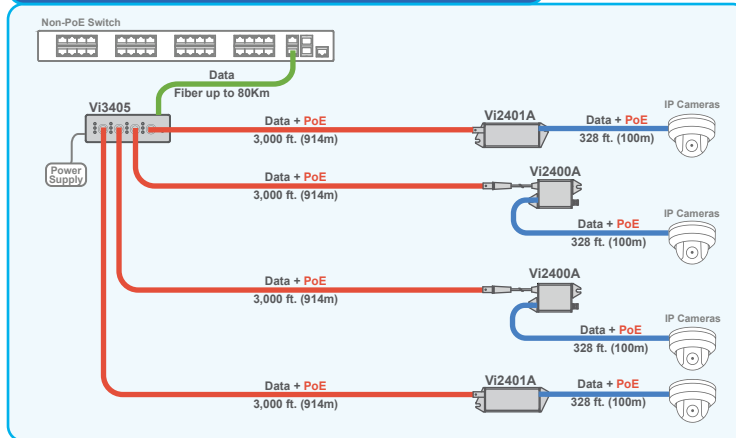 Non-PoE Switch
Data
Fiber up to 80Km
Vi3405
Power
Supply
Data + PoE
3,000 ft. (914m)
Vi2401A
Data + PoE
328 ft. (100m)
IP Cameras
Data + PoE
3,000 ft. (914m)
Vi2400A
Data + PoE
328 ft. (100m)
IP Cameras
Data + PoE
3,000 ft. (914m)
Vi2400A
Data + PoE
328 ft. (100m)
IP Cameras
Data + PoE
3,000 ft. (914m)
Vi2401A
Data + PoE
328 ft. (100m)